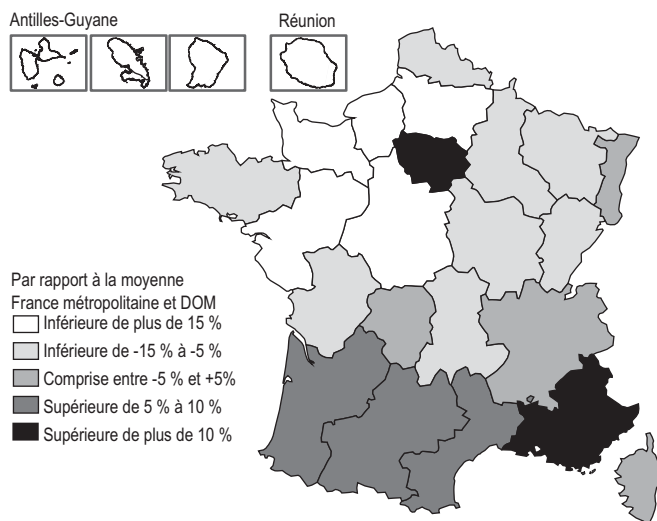 Antilles-Guyane
Réunion
Par rapport à la moyenne
France métropolitaine et DOM
Inférieure de plus de 15 %
Inférieure de -15 % à -5 %
Comprise entre -5 % et +5%
Supérieure de 5 % à 10 %
Supérieure de plus de 10 %